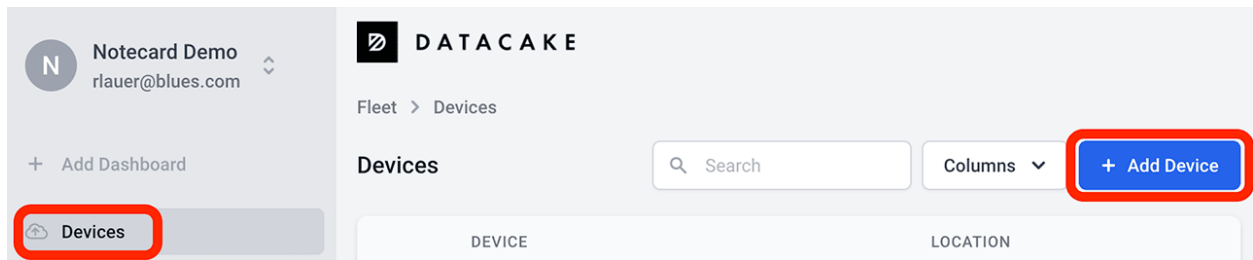 N
Notecard Demo
rlauer@blues.com
+ Add Dashboard
Devices
DATACAKE
Fleet > Devices
Devices
Search
Columns
+ Add Device
DEVICE
LOCATION